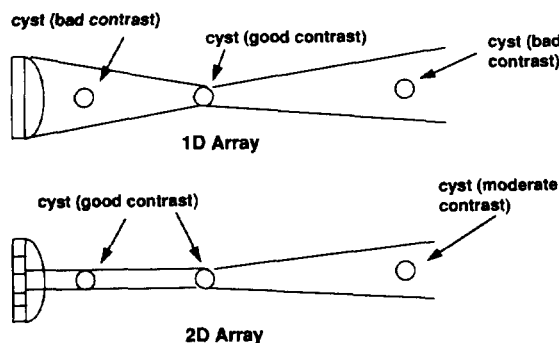 cyst (bad contrast)
cyst (good contrast)
cyst (bad
contrast)
1D Array
cyst (good contrast)
cyst (moderate
contrast)
2D Array